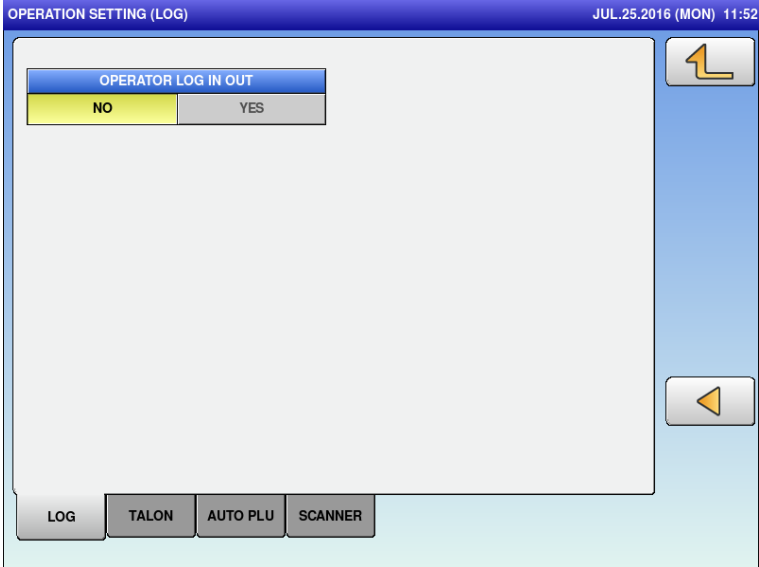 OPERATION SETTING (LOG) JUL.25.2016 (MON) 11:52
OPERATOR LOG IN OUT
NO YES
LOG TALON AUTO PLU SCANNER